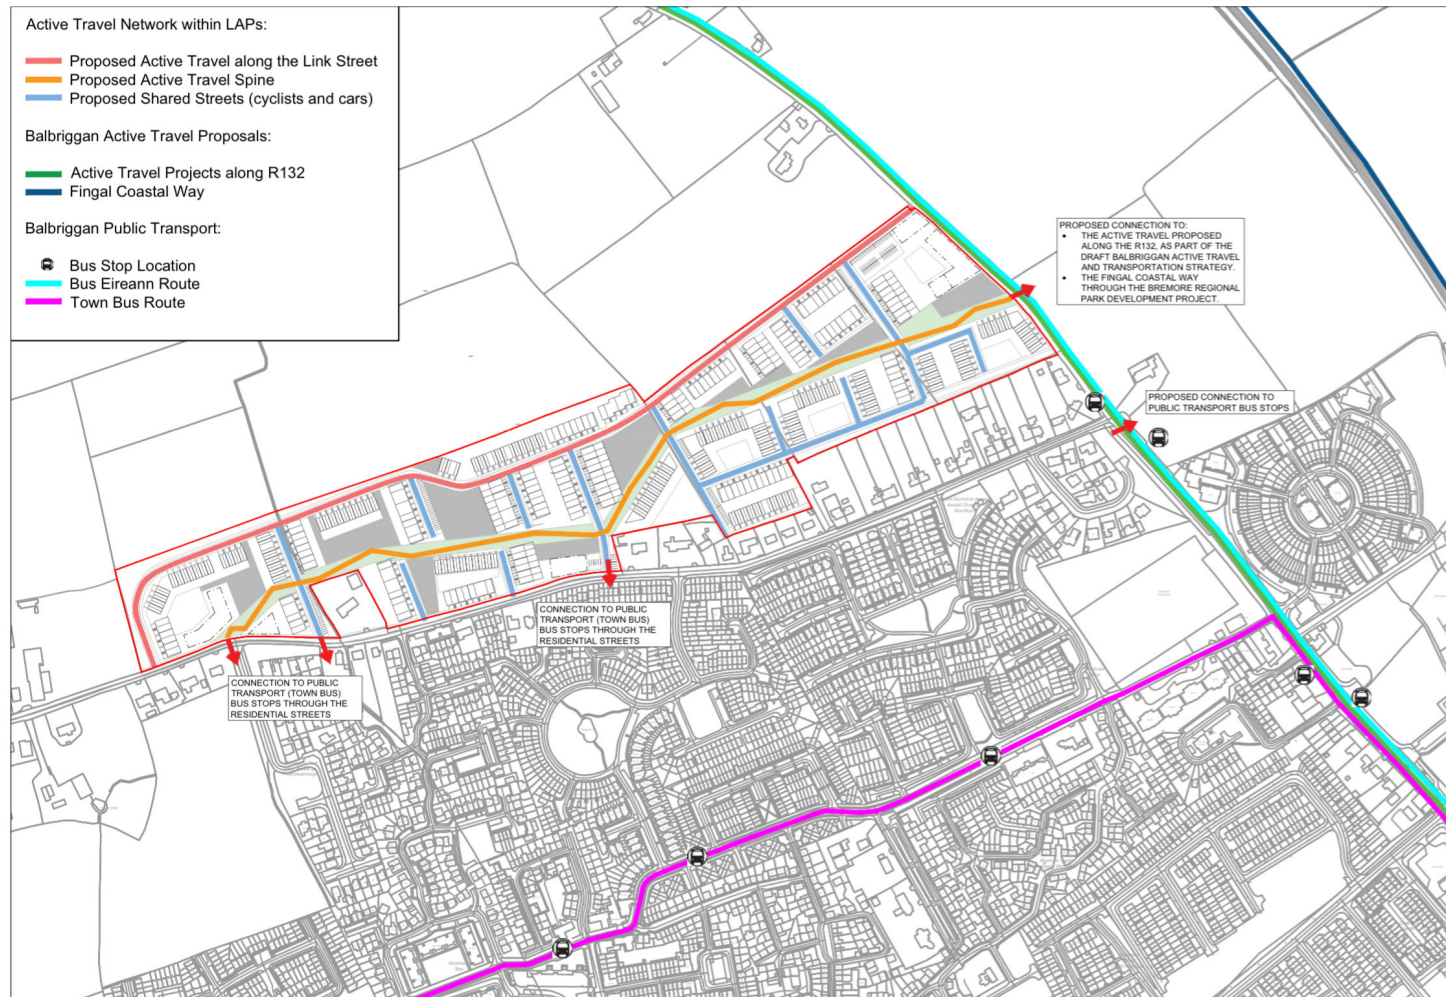 Active Travel Network within LAPs:
Proposed Active Travel along the Link Street
Proposed Active Travel Spine
Proposed Shared Streets (cyclists and cars)
Balbriggan Active Travel Proposals:
Active Travel Projects along R132
Fingal Coastal Way
Balbriggan Public Transport:
Bus Stop Location
Bus Eireann Route
Town Bus Route
PROPOSED CONNECTION TO:
• THE ACTIVE TRAVEL PROPOSED
ALONG THE R132, AS PART OF THE
DRAFT BALBRIGGAN ACTIVE TRAVEL
AND TRANSPORTATION STRATEGY.
• THE FINGAL COASTAL WAY
THROUGH THE BREMORE REGIONAL
PARK DEVELOPMENT PROJECT.
PROPOSED CONNECTION TO
PUBLIC TRANSPORT BUS STOPS
CONNECTION TO PUBLIC
TRANSPORT (TOWN BUS)
BUS STOPS THROUGH THE
RESIDENTIAL STREETS
CONNECTION TO PUBLIC
TRANSPORT (TOWN BUS)
BUS STOPS THROUGH THE
RESIDENTIAL STREETS